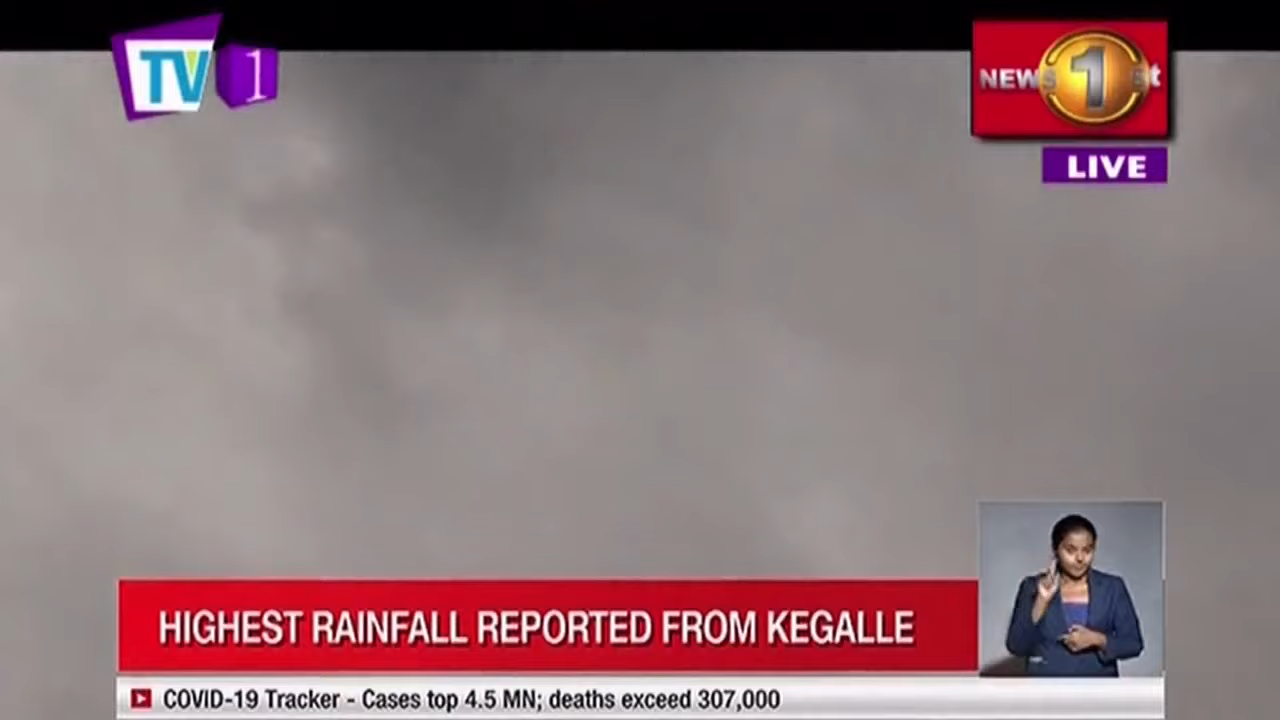 TV 1
NEWS 1st
LIVE
HIGHEST RAINFALL REPORTED FROM KEGALLE
COVID-19 Tracker - Cases top 4.5 MN; deaths exceed 307,000